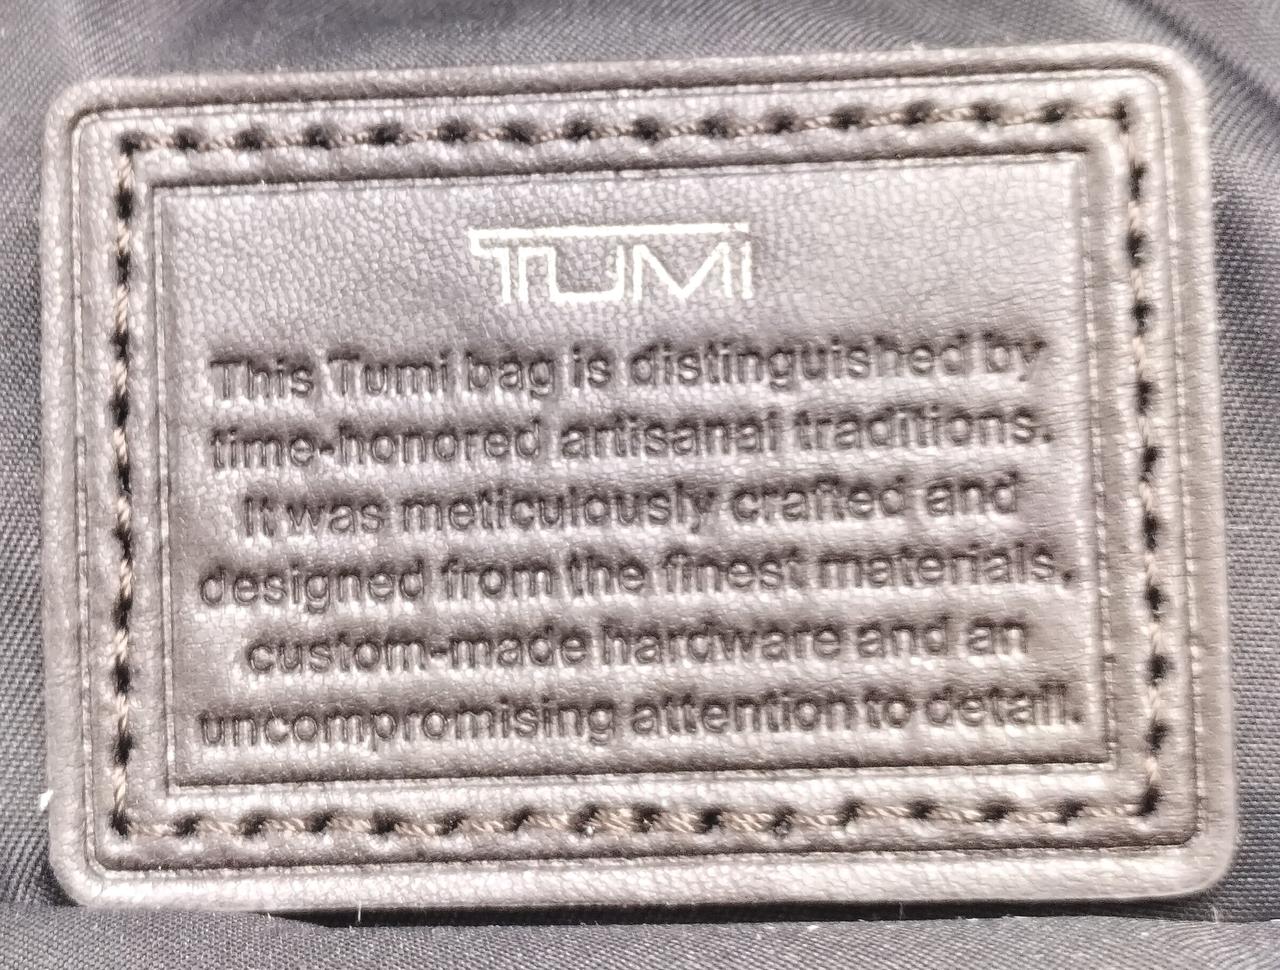 TUMI
This Tumi bag is distinguished by
time-honored artisanal traditions.
It was meticulously crafted and
designed from the finest materials,
custom-made hardware and an
uncompromising attention to detail.